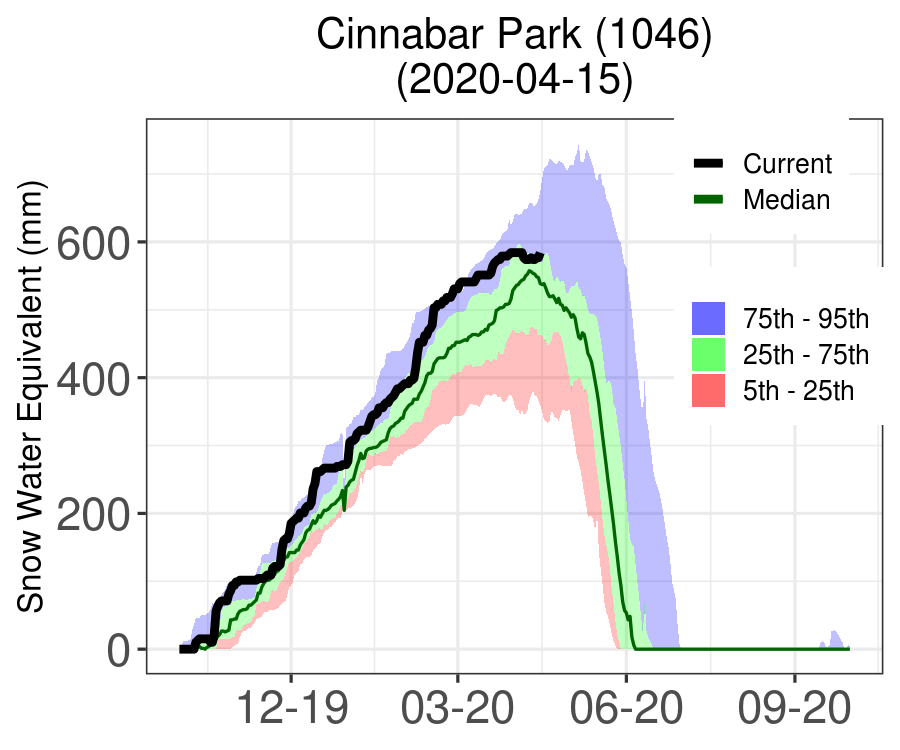 Cinnabar Park (1046)
(2020-04-15)
Snow Water Equivalent (mm)
600
400
200
0
12-19
03-20
06-20
09-20
Current
Median
75th - 95th
25th - 75th
5th - 25th